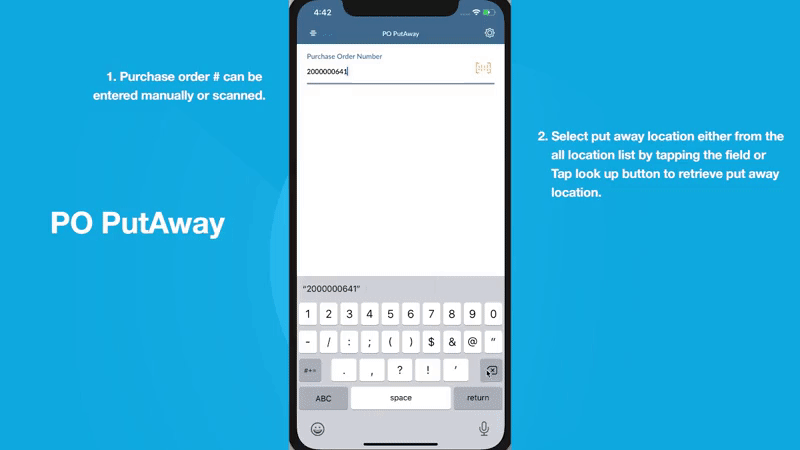 1. Purchase order # can be
entered manually or scanned.
PO PutAway
4:42
PO PutAway
Purchase Order Number
2000000641
"2000000641"
1 2 3 4 5 6 7 8 9 0
- / : ; ( ) $ & @ "
#+= . , ? ! '
ABC space return
2. Select put away location either from the
all location list by tapping the field or
Tap look up button to retrieve put away
location.